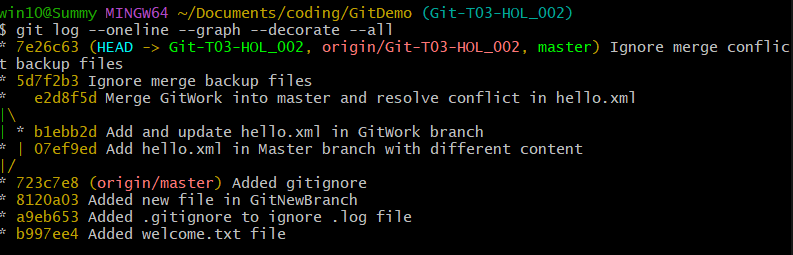 win10@Summy MINGW64 ~/Documents/coding/GitDemo (Git-T03-HOL_002)
$ git log --oneline --graph --decorate --all
* 7e26c63 (HEAD -> Git-T03-HOL_002, origin/Git-T03-HOL_002, master) Ignore merge conflic
t backup files
* 5d7f2b3 Ignore merge backup files
*   e2d8f5d Merge GitWork into master and resolve conflict in hello.xml
|\
| * b1ebb2d Add and update hello.xml in GitWork branch
* | 07ef9ed Add hello.xml in Master branch with different content
|/
* 723c7e8 (origin/master) Added gitignore
* 8120a03 Added new file in GitNewBranch
* a9eb653 Added .gitignore to ignore .log file
* b997ee4 Added welcome.txt file